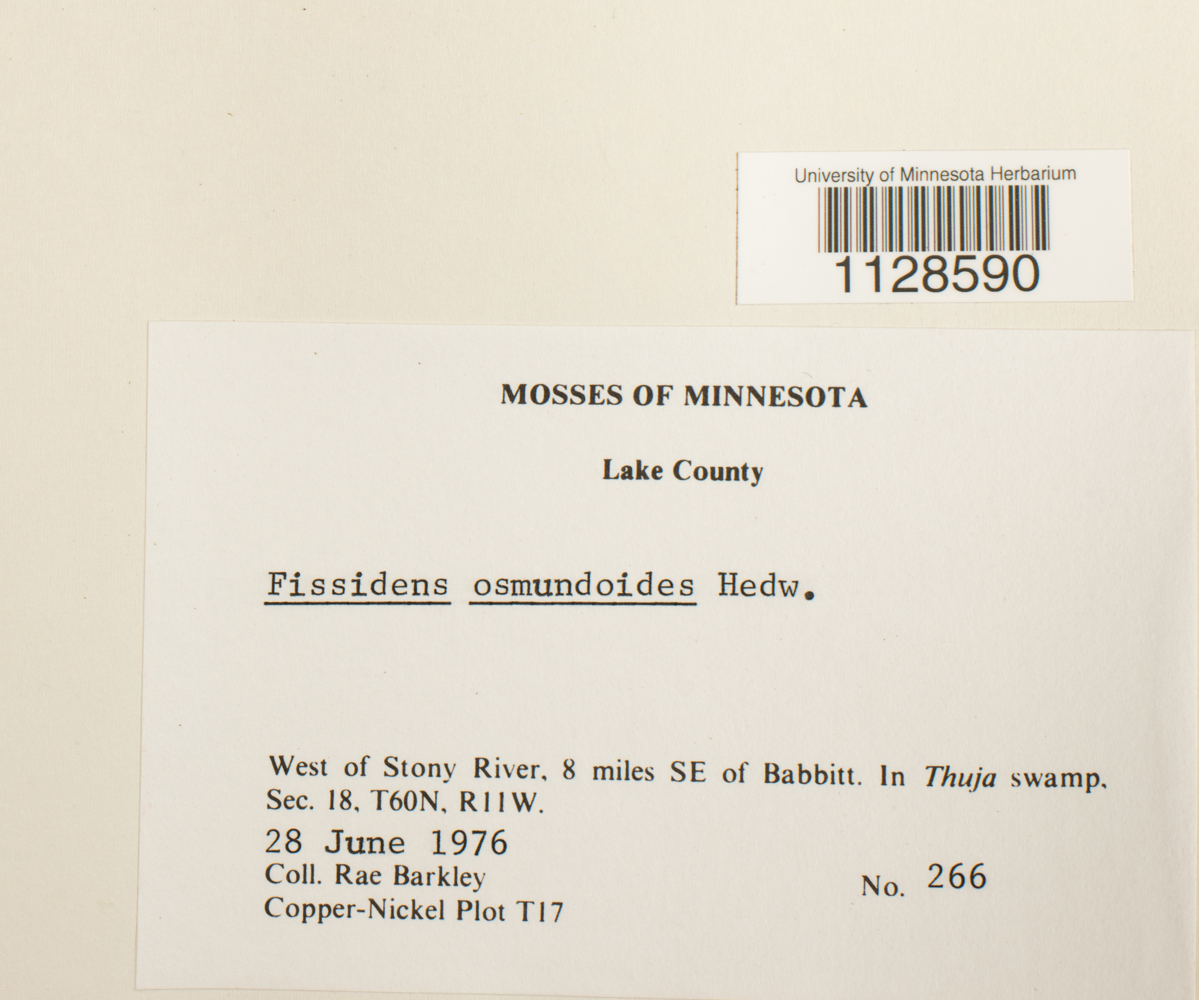 University of Minnesota Herbarium
1128590
MOSSES OF MINNESOTA
Lake County
Fissidens osmundoides Hedw.
West of Stony River, 8 miles SE of Babbitt. In Thuja swamp,
Sec. 18, T60N, R11W.
28 June 1976
Coll. Rae Barkley
No. 266
Copper-Nickel Plot T17